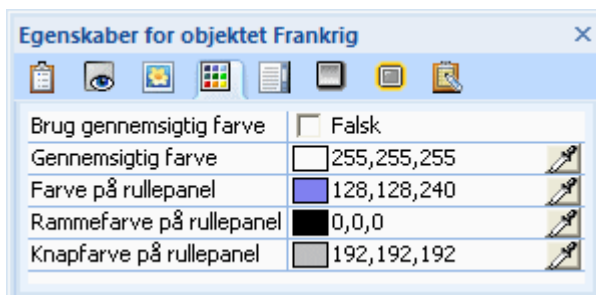 Egenskaber for objektet Frankrig
Brug gennemsigtig farve Falsk
Gennemsigtig farve 255,255,255
Farve på rullepanel 128,128,240
Rammefarve på rullepanel 0,0,0
Knapfarve på rullepanel 192,192,192